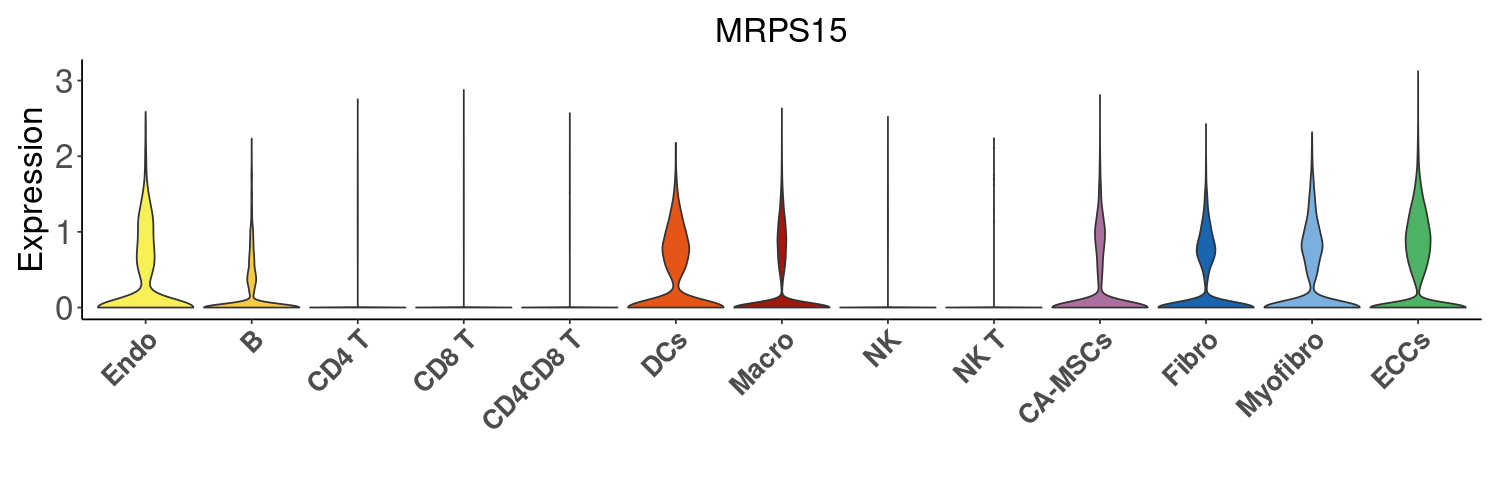 MRPS15
Expression
3
2
1
0
Endo
B
CD4 T
CD8 T
CD4CD8 T
DCs
Macro
NK
NK T
CA-MSCs
Fibro
Myofibro
ECCs